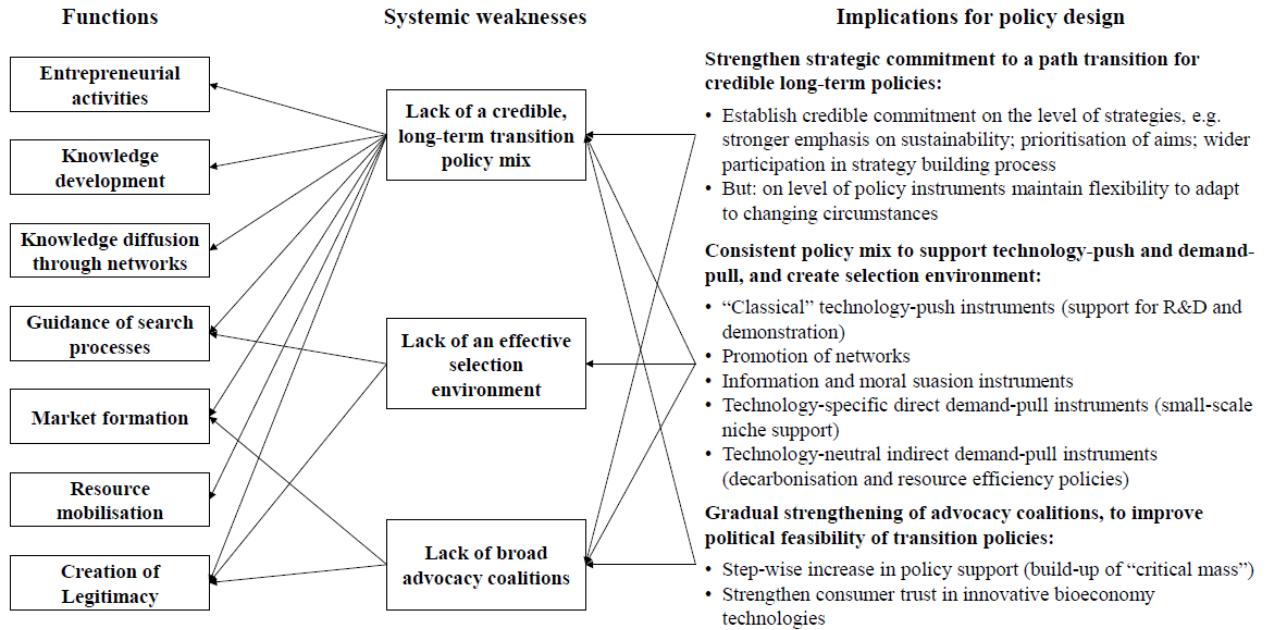 Functions
Systemic weaknesses
Implications for policy design
Entrepreneurial
activities
Knowledge
development
Knowledge diffusion
through networks
Guidance of search
processes
Market formation
Resource
mobilisation
Creation of
Legitimacy
Lack of a credible,
long-term transition
policy mix
Lack of an effective
selection
environment
Lack of broad
advocacy coalitions
Strengthen strategic commitment to a path transition for
credible long-term policies:
• Establish credible commitment on the level of strategies, e.g.
stronger emphasis on sustainability; prioritisation of aims; wider
participation in strategy building process
• But: on level of policy instruments maintain flexibility to adapt
to changing circumstances
Consistent policy mix to support technology-push and demand-
pull, and create selection environment:
• “Classical” technology-push instruments (support for R&D and
demonstration)
• Promotion of networks
• Information and moral suasion instruments
• Technology-specific direct demand-pull instruments (small-scale
niche support)
• Technology-neutral indirect demand-pull instruments
(decarbonisation and resource efficiency policies)
Gradual strengthening of advocacy coalitions, to improve
political feasibility of transition policies:
• Step-wise increase in policy support (build-up of “critical mass”)
• Strengthen consumer trust in innovative bioeconomy
technologies